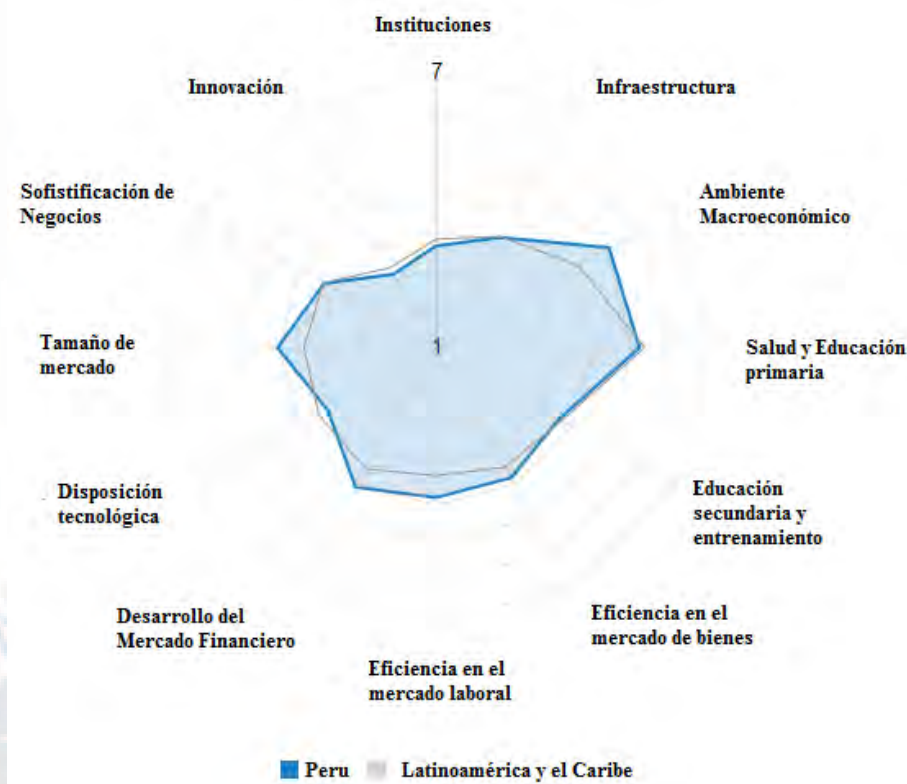 Instituciones
7
Innovación
Infraestructura
Sofistificación de
Negocios
Ambiente
Macroeconómico
1
Tamaño de
mercado
Salud y Educación
primaria
Disposición
tecnológica
Educación
secundaria y
entrenamiento
Desarrollo del
Mercado Financiero
Eficiencia en el
mercado de bienes
Eficiencia en el
mercado laboral
Peru Latinoamérica y el Caribe